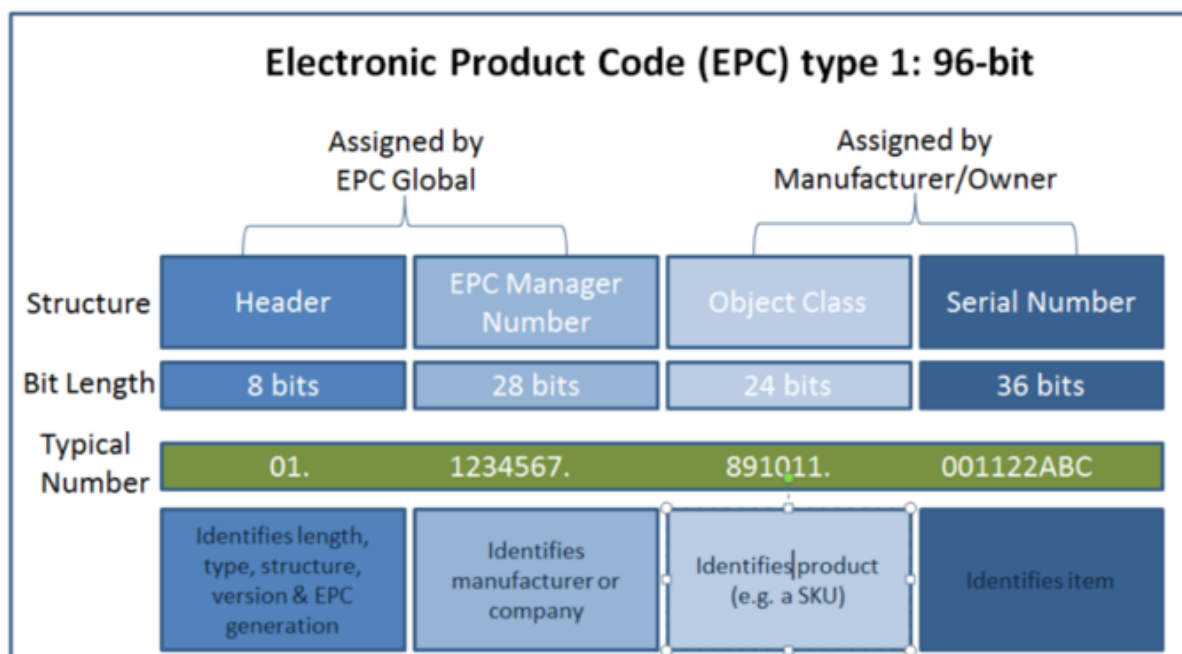 Electronic Product Code (EPC) type 1: 96-bit
Assigned by
EPC Global
Assigned by
Manufacturer/Owner
Structure
Header
EPC Manager
Number
Object Class
Serial Number
Bit Length
8 bits
28 bits
24 bits
36 bits
Typical
Number
01.
1234567.
891011.
001122ABC
Identifies length,
type, structure,
version & EPC
generation
Identifies
manufacturer or
company
Identifies product
(e.g. a SKU)
Identifies item